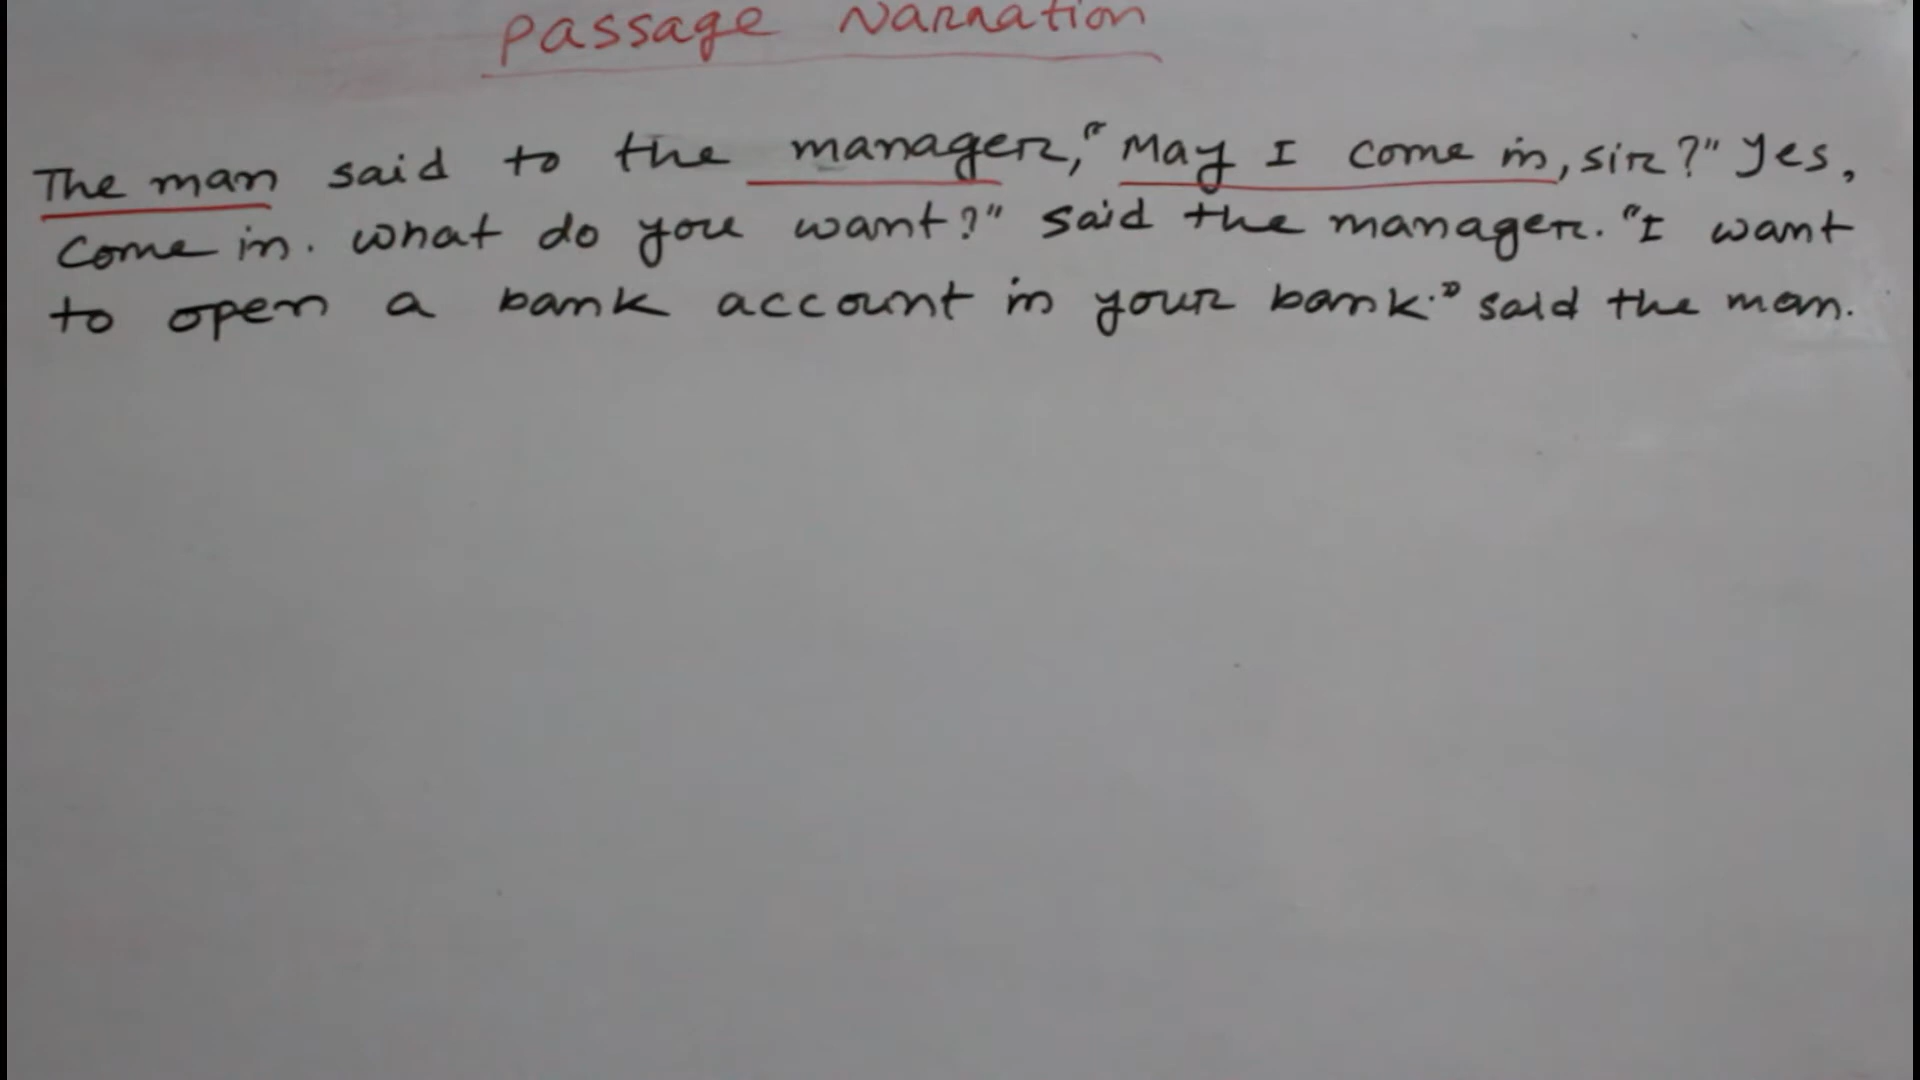 Passage Narration
The man said to the manager, "May I come in, sir?" Yes,
come in. what do you want?" said the manager. "I want
to open a bank account in your bank." said the man.